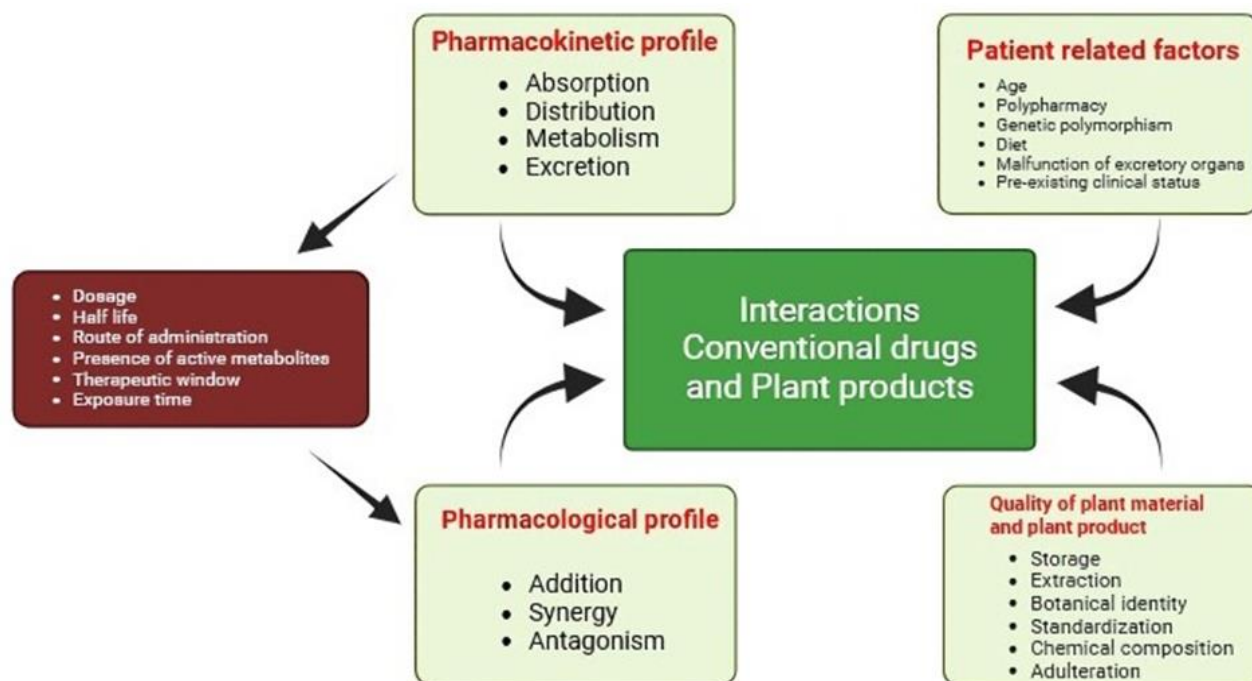 Pharmacokinetic profile
• Absorption
• Distribution
• Metabolism
• Excretion
Patient related factors
• Age
• Polypharmacy
• Genetic polymorphism
• Diet
• Malfunction of excretory organs
• Pre-existing clinical status
• Dosage
• Half life
• Route of administration
• Presence of active metabolites
• Therapeutic window
• Exposure time
Interactions
Conventional drugs
and Plant products
Pharmacological profile
• Addition
• Synergy
• Antagonism
Quality of plant material
and plant product
• Storage
• Extraction
• Botanical identity
• Standardization
• Chemical composition
• Adulteration